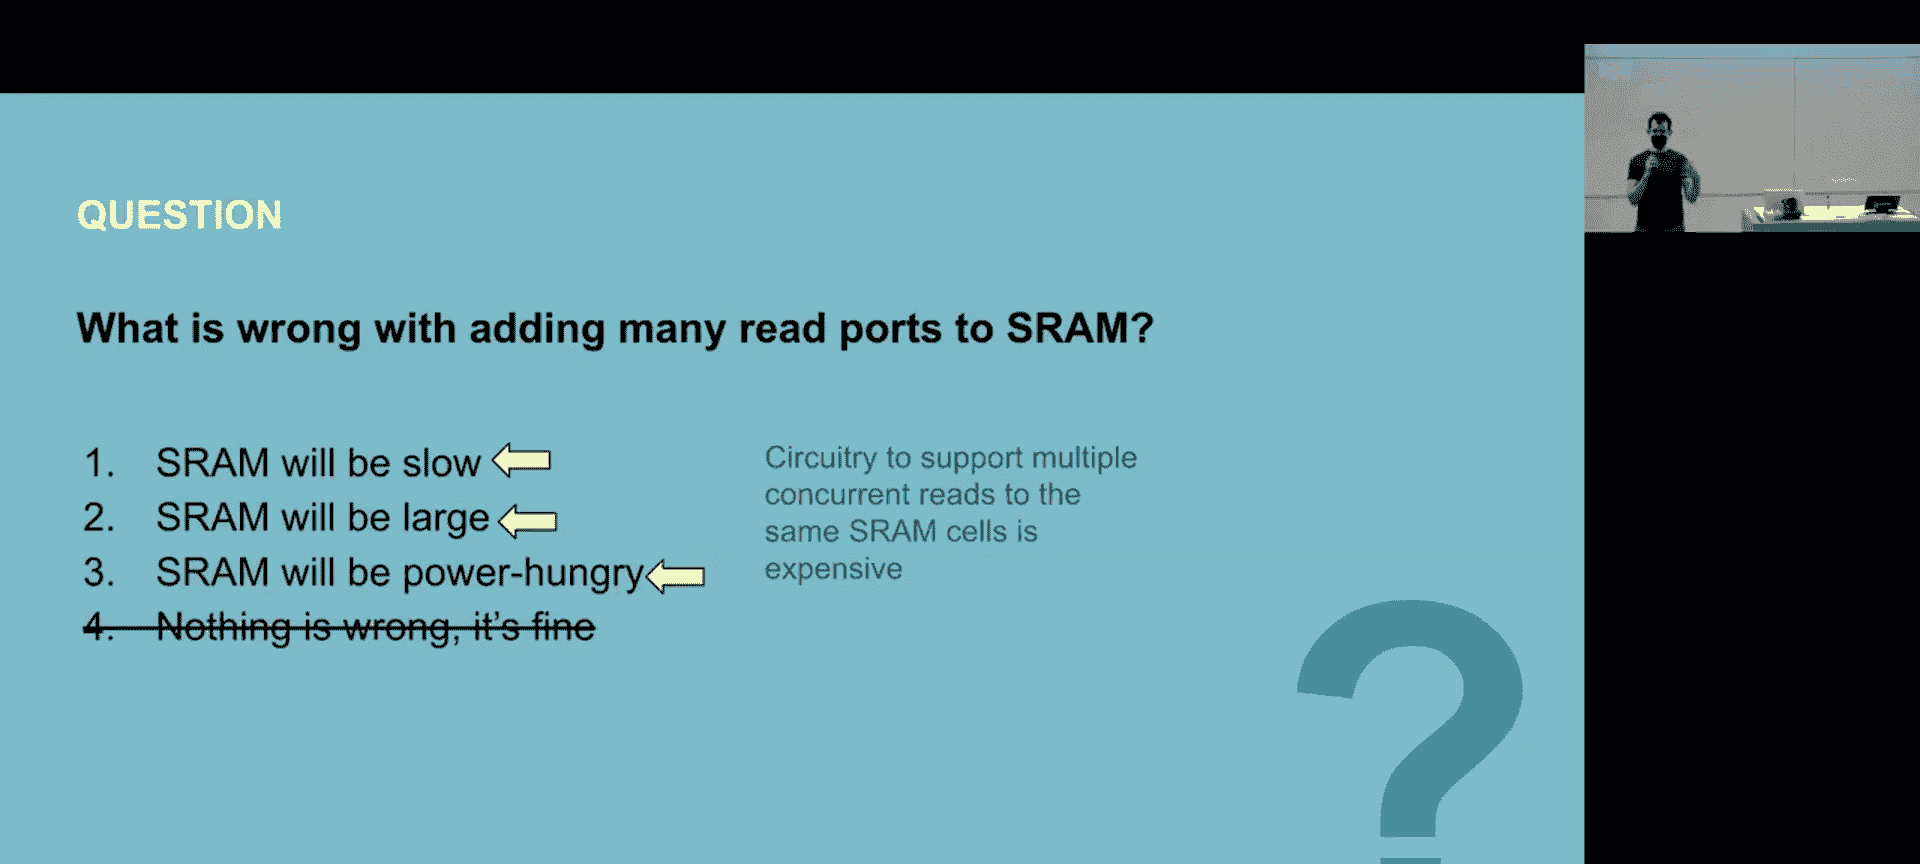 QUESTION
What is wrong with adding many read ports to SRAM?
1. SRAM will be slow
2. SRAM will be large
3. SRAM will be power-hungry
4. Nothing is wrong, it's fine
Circuitry to support multiple
concurrent reads to the
same SRAM cells is
expensive
?